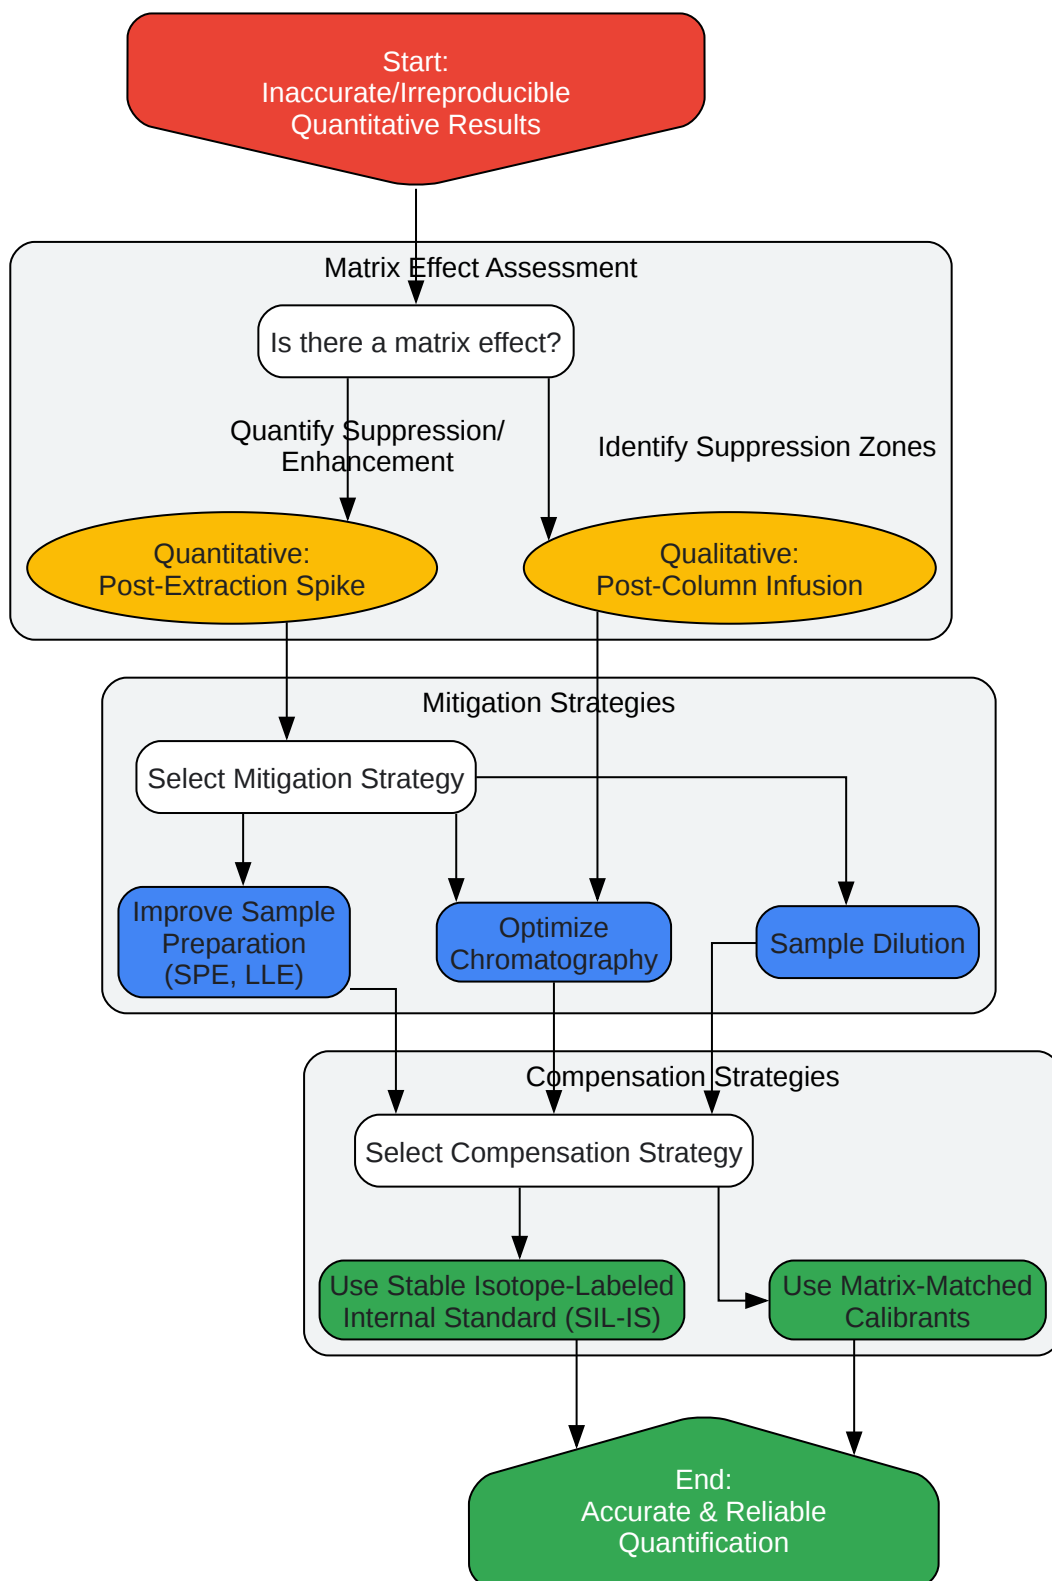 Start:
Inaccurate/Irreproducible
Quantitative Results
Matrix Effect Assessment
Is there a matrix effect?
Quantify Suppression/
Enhancement
Identify Suppression Zones
Quantitative:
Post-Extraction Spike
Qualitative:
Post-Column Infusion
Mitigation Strategies
Select Mitigation Strategy
Improve Sample
Preparation
(SPE, LLE)
Optimize
Chromatography
Sample Dilution
Compensation Strategies
Select Compensation Strategy
Use Stable Isotope-Labeled
Internal Standard (SIL-IS)
Use Matrix-Matched
Calibrants
End:
Accurate & Reliable
Quantification